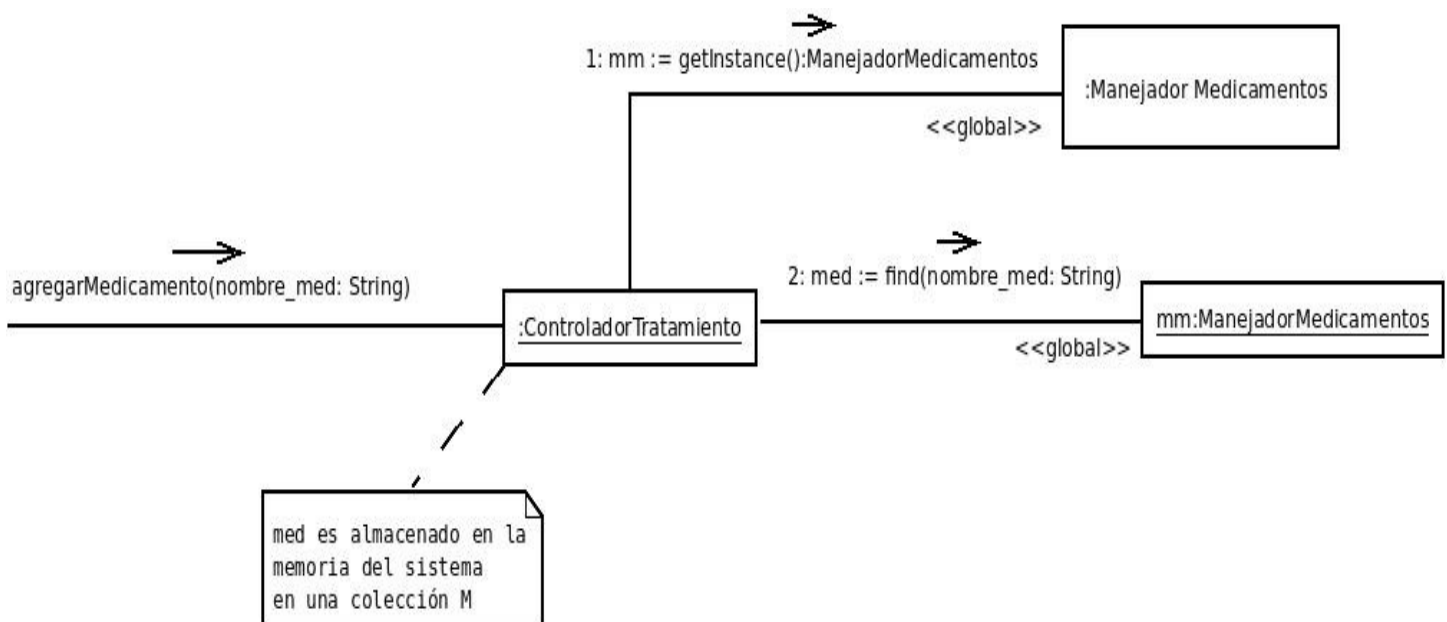 1: mm := getInstance():ManejadorMedicamentos
:Manejador Medicamentos
<<global>>
agregarMedicamento(nombre_med: String)
2: med := find(nombre_med: String)
:ControladorTratamiento
mm:ManejadorMedicamentos
<<global>>
med es almacenado en la
memoria del sistema
en una colección M